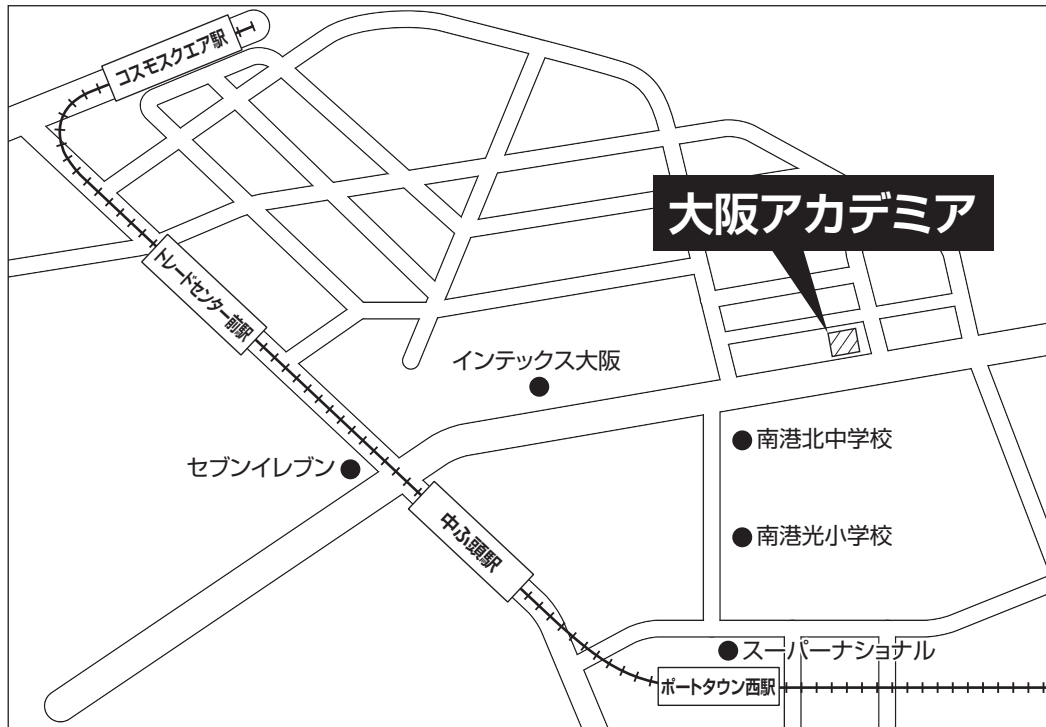 コスモスクエア駅
大阪アカデミア
トレードセンター前駅
インテックス大阪
南港北中学校
セブンイレブン
中ふ頭駅
南港光小学校
スーパーナショナル
ポートタウン西駅